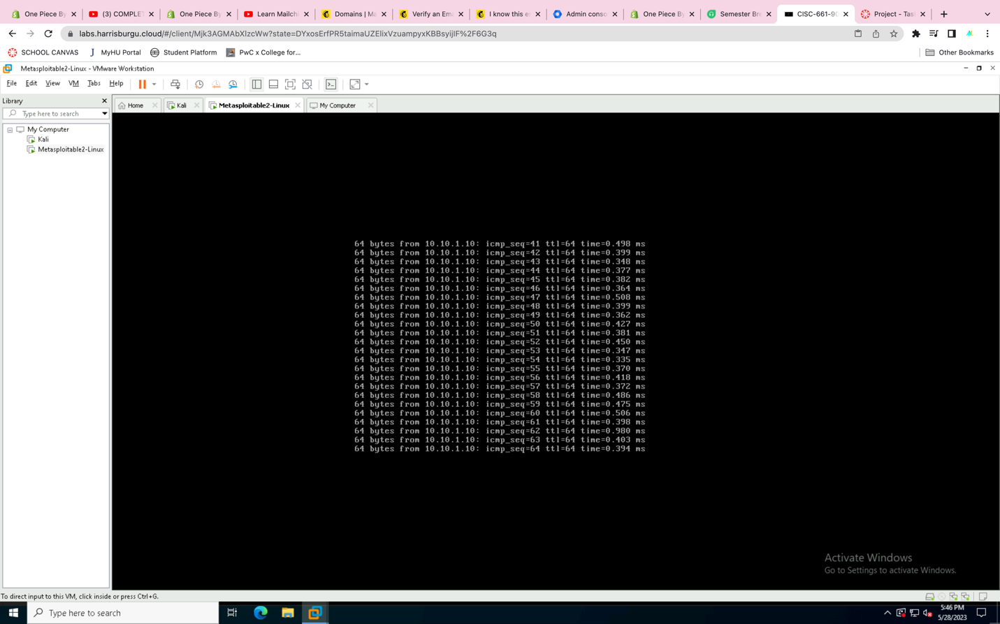 One Piece By
(3) COMPLET
One Piece By
Learn Mailchi
Domains | Ma
Verify an Ema
I know this en
Admin conso
One Piece By
Semester Bre
CISC-661-90
Project - Tas
labs.harrisburgu.cloud/#/client/Mjk3AGMAbXlzcWw?state=DYxosErfPR5taimaUZElixVzuampyxKBBsyijlF%2F6G3q
SCHOOL CANVAS
MyHU Portal
Student Platform
PwC x College for...
Other Bookmarks
Metasploitable2-Linux - VMware Workstation
File Edit View VM Tabs Help
Library
Type here to search
Home
Kali
Metasploitable2-Linux
My Computer
My Computer
Kali
Metasploitable2-Linux
64 bytes from 10.10.1.10: icmp_seq=41 ttl=64 time=0.498 ms
64 bytes from 10.10.1.10: icmp_seq=42 ttl=64 time=0.399 ms
64 bytes from 10.10.1.10: icmp_seq=43 ttl=64 time=0.348 ms
64 bytes from 10.10.1.10: icmp_seq=44 ttl=64 time=0.377 ms
64 bytes from 10.10.1.10: icmp_seq=45 ttl=64 time=0.382 ms
64 bytes from 10.10.1.10: icmp_seq=46 ttl=64 time=0.364 ms
64 bytes from 10.10.1.10: icmp_seq=47 ttl=64 time=0.508 ms
64 bytes from 10.10.1.10: icmp_seq=48 ttl=64 time=0.399 ms
64 bytes from 10.10.1.10: icmp_seq=49 ttl=64 time=0.362 ms
64 bytes from 10.10.1.10: icmp_seq=50 ttl=64 time=0.427 ms
64 bytes from 10.10.1.10: icmp_seq=51 ttl=64 time=0.381 ms
64 bytes from 10.10.1.10: icmp_seq=52 ttl=64 time=0.450 ms
64 bytes from 10.10.1.10: icmp_seq=53 ttl=64 time=0.347 ms
64 bytes from 10.10.1.10: icmp_seq=54 ttl=64 time=0.335 ms
64 bytes from 10.10.1.10: icmp_seq=55 ttl=64 time=0.370 ms
64 bytes from 10.10.1.10: icmp_seq=56 ttl=64 time=0.418 ms
64 bytes from 10.10.1.10: icmp_seq=57 ttl=64 time=0.372 ms
64 bytes from 10.10.1.10: icmp_seq=58 ttl=64 time=0.486 ms
64 bytes from 10.10.1.10: icmp_seq=59 ttl=64 time=0.475 ms
64 bytes from 10.10.1.10: icmp_seq=60 ttl=64 time=0.506 ms
64 bytes from 10.10.1.10: icmp_seq=61 ttl=64 time=0.398 ms
64 bytes from 10.10.1.10: icmp_seq=62 ttl=64 time=0.980 ms
64 bytes from 10.10.1.10: icmp_seq=63 ttl=64 time=0.403 ms
64 bytes from 10.10.1.10: icmp_seq=64 ttl=64 time=0.394 ms
Activate Windows
Go to Settings to activate Windows.
To direct input to this VM, click inside or press Ctrl+G.
Type here to search
5:46 PM
5/28/2023